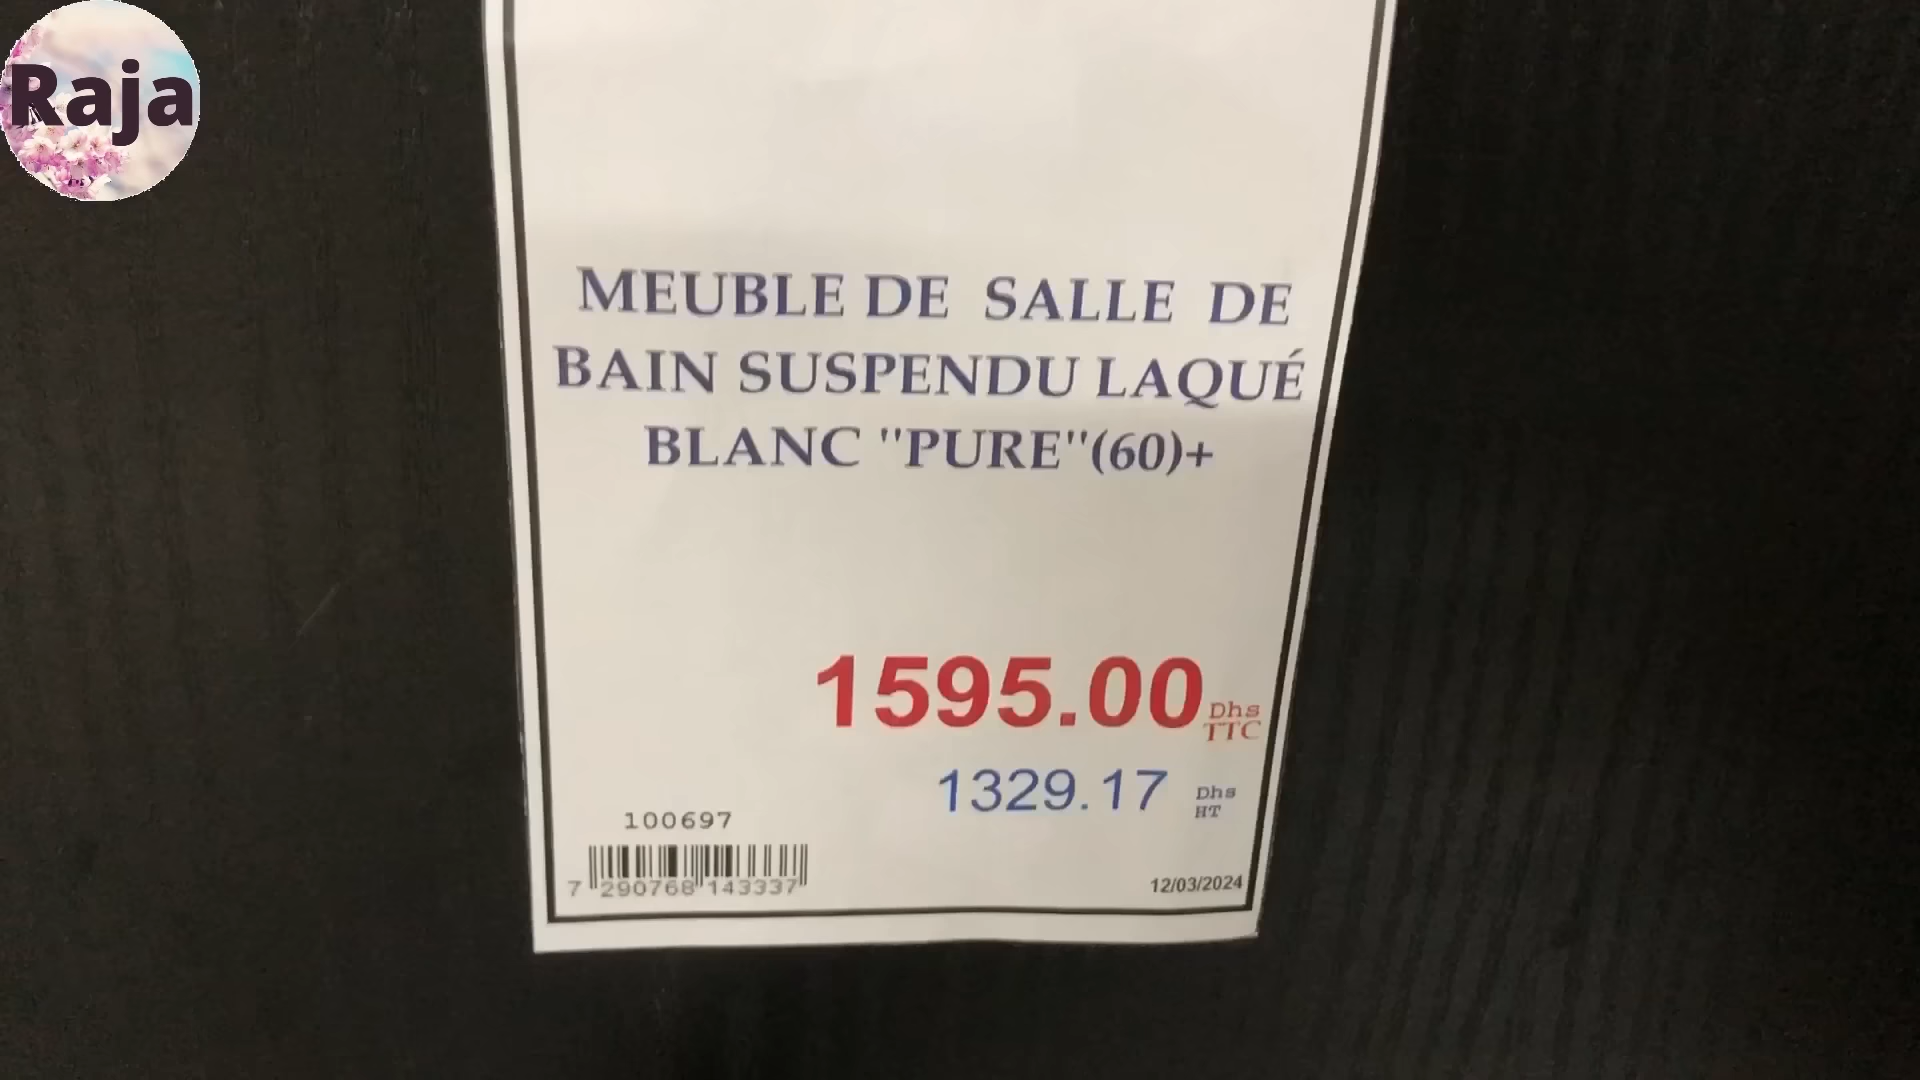 Raja
MEUBLE DE SALLE DE
BAIN SUSPENDU LAQUÉ
BLANC "PURE"(60)+
1595.00 Dhs
TTC
1329.17 Dhs
HT
100697
7 290768 143337
12/03/2024